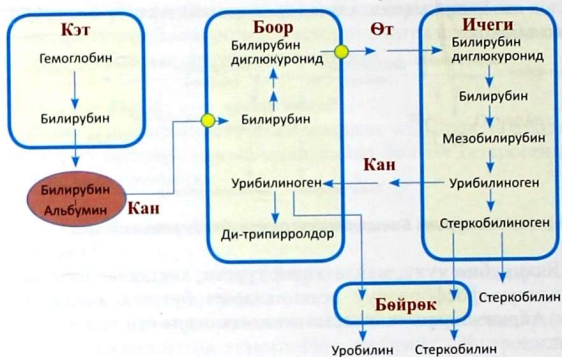 Кэт
Гемоглобин
Билирубин
Билирубин
Альбумин
Кан
Боор
Билирубин
диглюкуронид
Билирубин
Урибилиноген
Ди-трипирролдор
Өт
Кан
Ичеги
Билирубин
диглюкуронид
Билирубин
Мезобилирубин
Урибилиноген
Стеркобилиноген
Бөйрөк
Стеркобилин
Уробилин
Стеркобилин